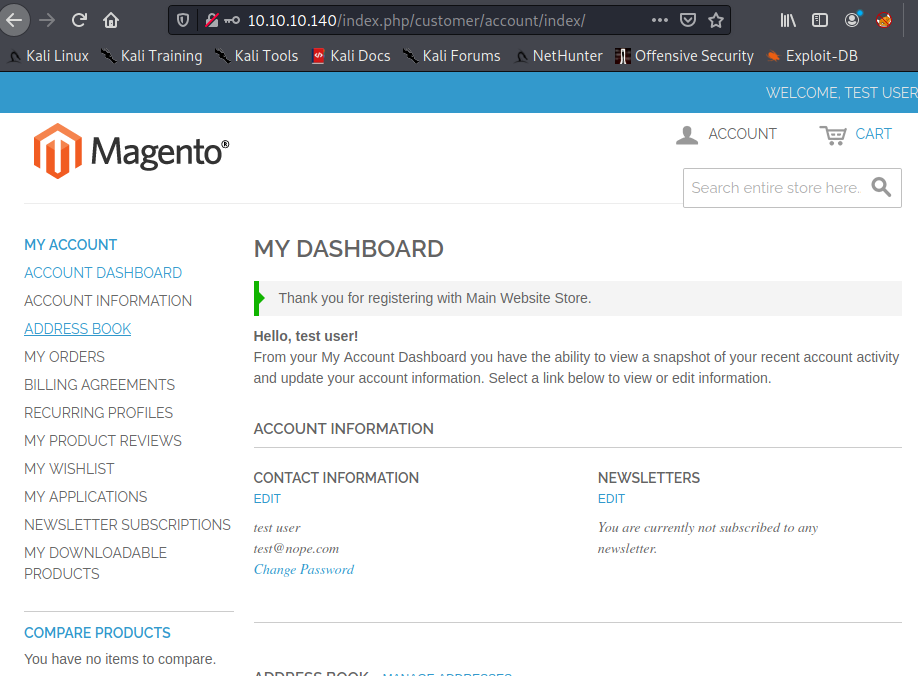 10.10.10.140/index.php/customer/account/index/
Kali Linux Kali Training Kali Tools Kali Docs Kali Forums NetHunter Offensive Security Exploit-DB
WELCOME, TEST USER
Magento®
ACCOUNT CART
Search entire store here.
MY ACCOUNT
ACCOUNT DASHBOARD
ACCOUNT INFORMATION
ADDRESS BOOK
MY ORDERS
BILLING AGREEMENTS
RECURRING PROFILES
MY PRODUCT REVIEWS
MY WISHLIST
MY APPLICATIONS
NEWSLETTER SUBSCRIPTIONS
MY DOWNLOADABLE
PRODUCTS
COMPARE PRODUCTS
You have no items to compare.
MY DASHBOARD
Thank you for registering with Main Website Store.
Hello, test user!
From your My Account Dashboard you have the ability to view a snapshot of your recent account activity
and update your account information. Select a link below to view or edit information.
ACCOUNT INFORMATION
CONTACT INFORMATION
EDIT
test user
test@nope.com
Change Password
NEWSLETTERS
EDIT
You are currently not subscribed to any
newsletter.
ADDRESS BOOK MANAGE ADDRESSES